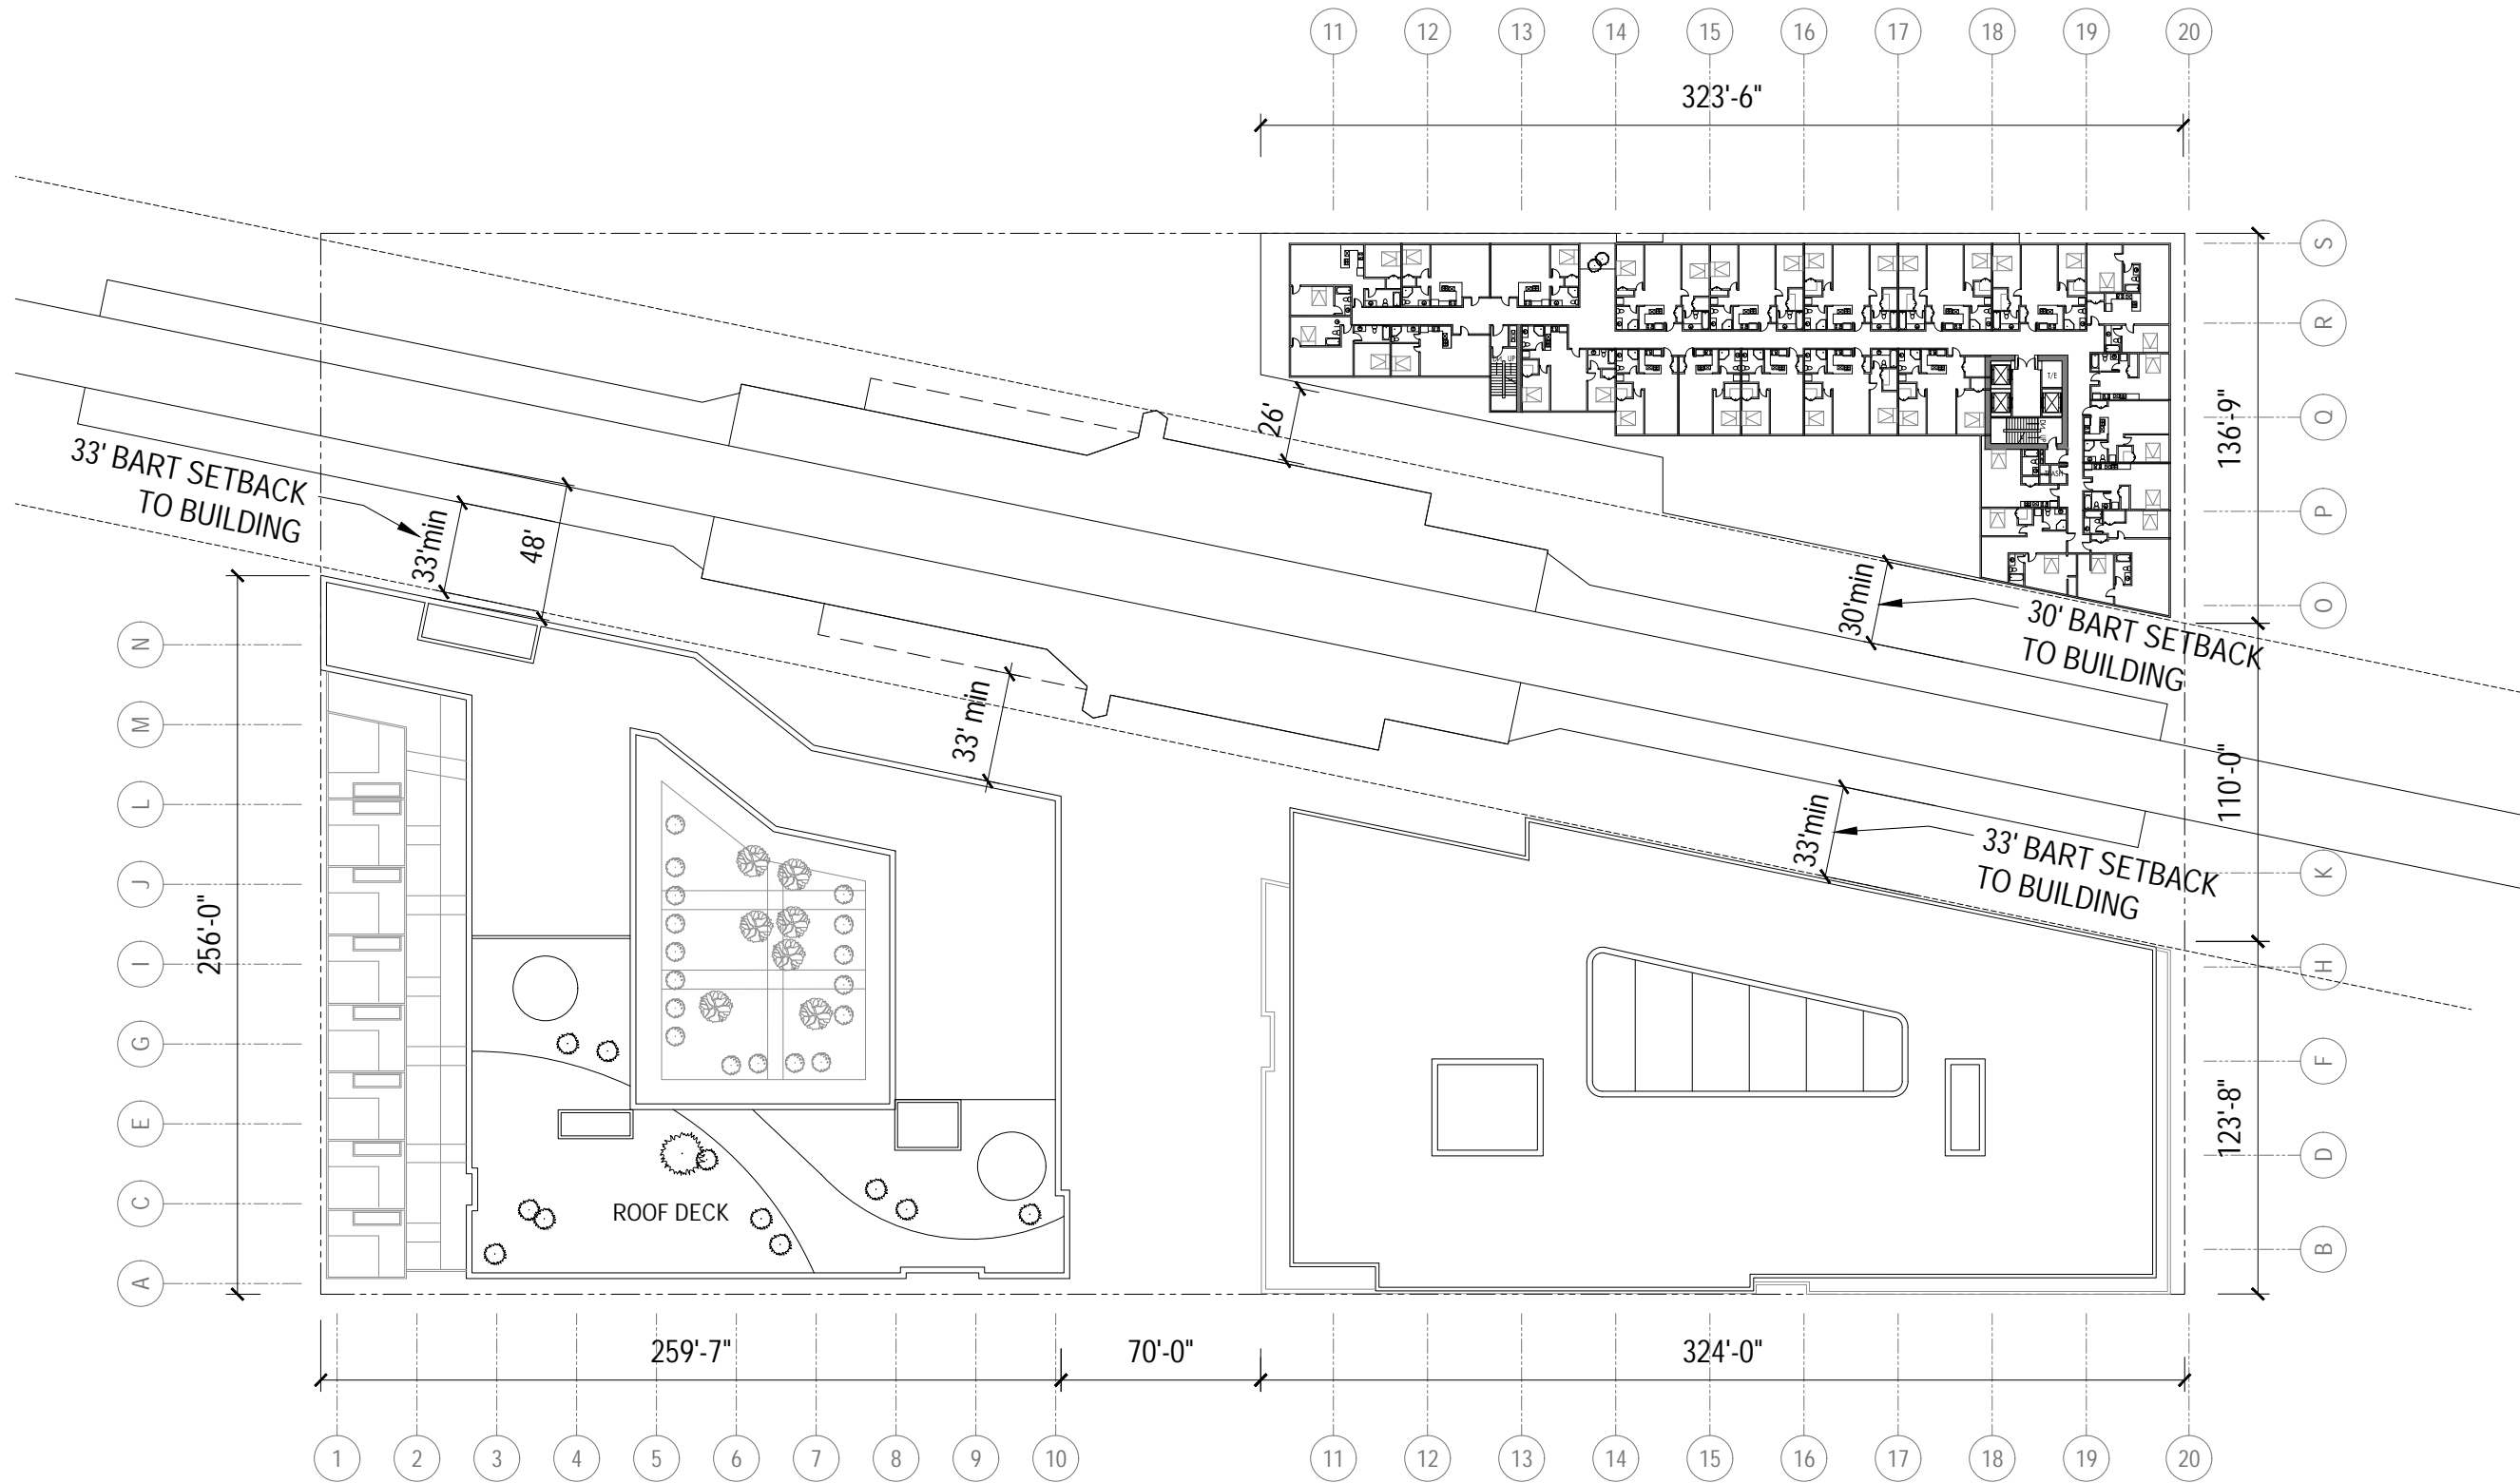 11 12 13 14 15 16 17 18 19 20
323'-6"
S
R
Q
P
O
136'-9"
26'
UP
T/E
UP
33' BART SETBACK
TO BUILDING
33'min
48'
30'min
30' BART SETBACK
TO BUILDING
33' min
110'-0"
33'min
33' BART SETBACK
TO BUILDING
N
M
L
J
I
G
E
C
A
256'-0"
K
H
F
D
B
123'-8"
ROOF DECK
259'-7" 70'-0" 324'-0"
1 2 3 4 5 6 7 8 9 10 11 12 13 14 15 16 17 18 19 20